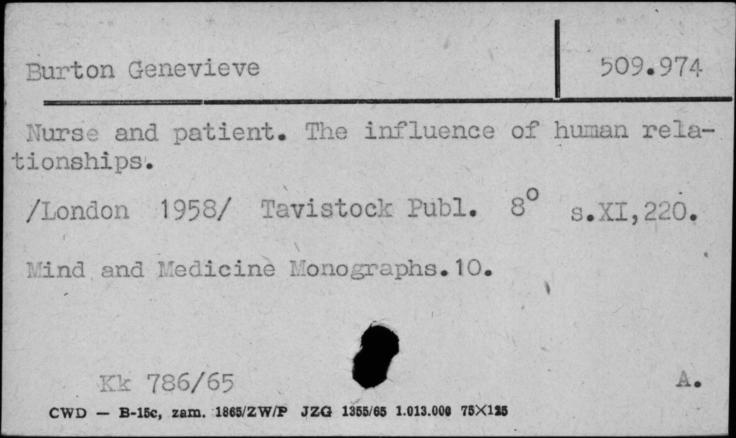 Burton Genevieve 509.974
Nurse and patient. The influence of human rela-
tionships.
/London 1958/ Tavistock Publ. 8° s.XI,220.
Mind and Medicine Monographs.10.
Kk 786/65 A.
CWD — B-15c, zam. 1865/ZW/P JZG 1355/65 1.013.000 75X125